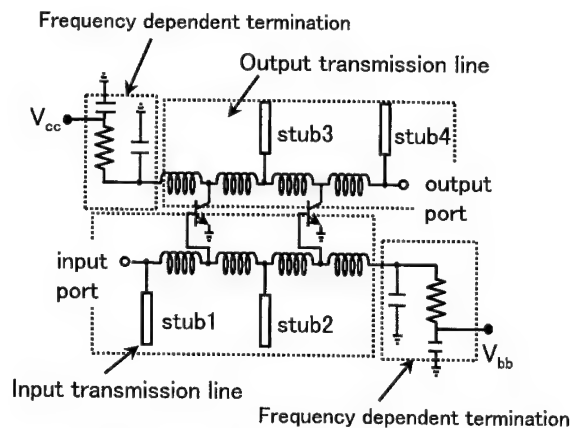 Frequency dependent termination
Output transmission line
Vcc
stub3
stub4
output
port
input
port
stub1
stub2
Vbb
Input transmission line
Frequency dependent termination